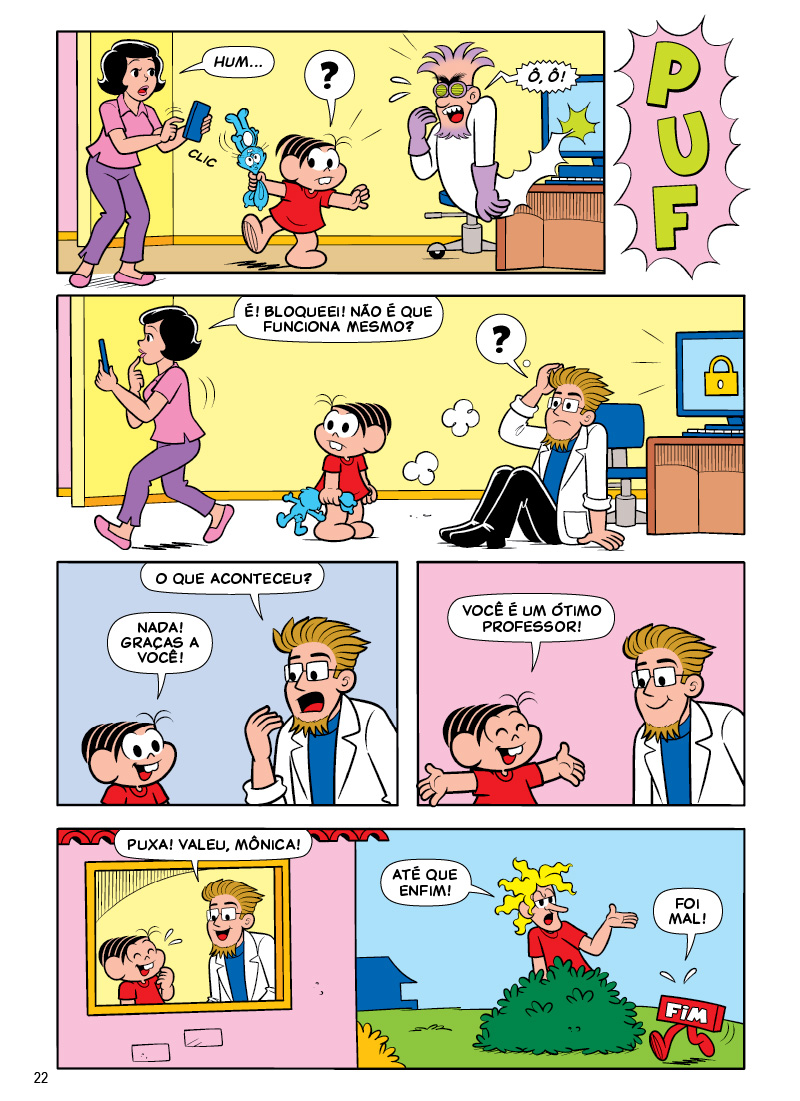 HUM...
CLIC
?
Ô, Ô!
PUF
É! BLOQUEEI! NÃO É QUE
FUNCIONA MESMO?
?
O QUE ACONTECEU?
NADA!
GRAÇAS A
VOCÊ!
VOCÊ É UM ÓTIMO
PROFESSOR!
PUXA! VALEU, MÔNICA!
ATÉ QUE
ENFIM!
FOI
MAL!
FIM
22